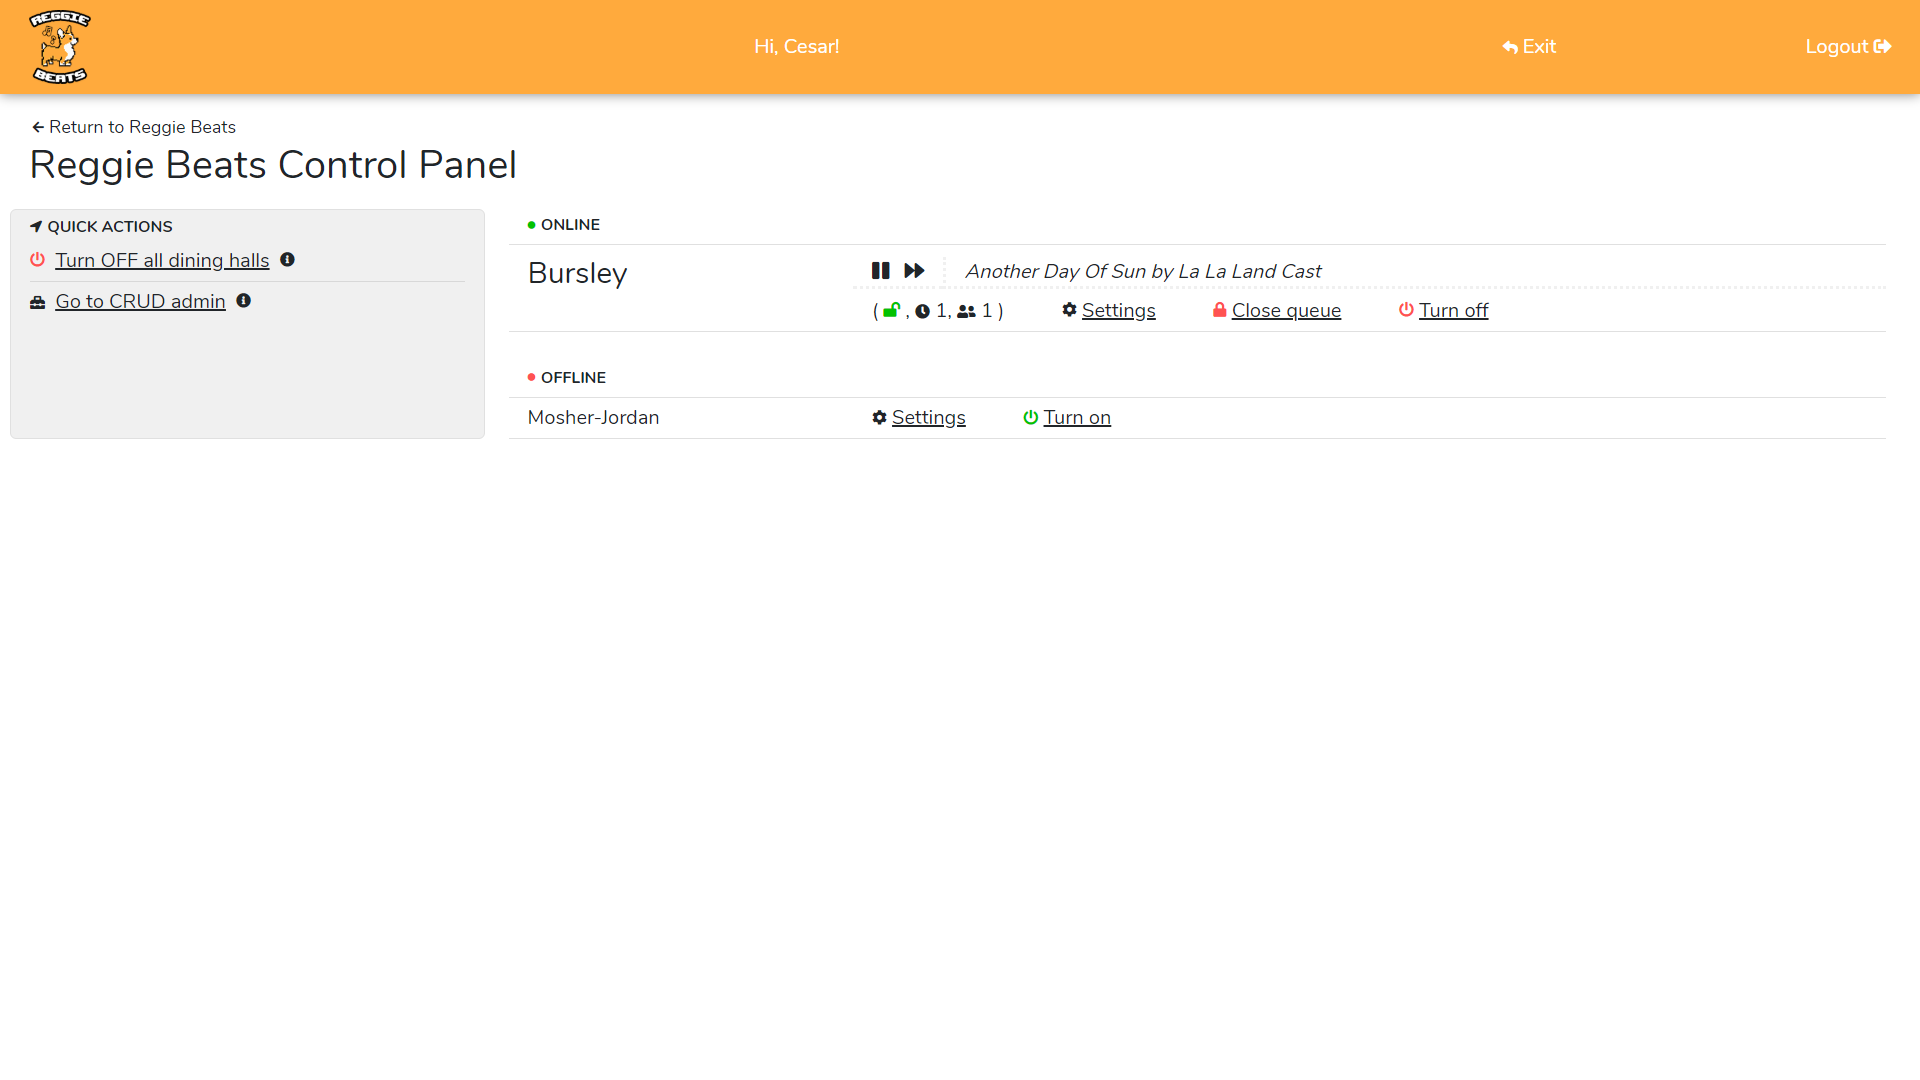 REGGIE
BEATS
Hi, Cesar!
Exit
Logout
Return to Reggie Beats
Reggie Beats Control Panel
QUICK ACTIONS
Turn OFF all dining halls
Go to CRUD admin
ONLINE
Bursley
Another Day Of Sun by La La Land Cast
( , 1, 1 )
Settings
Close queue
Turn off
OFFLINE
Mosher-Jordan
Settings
Turn on